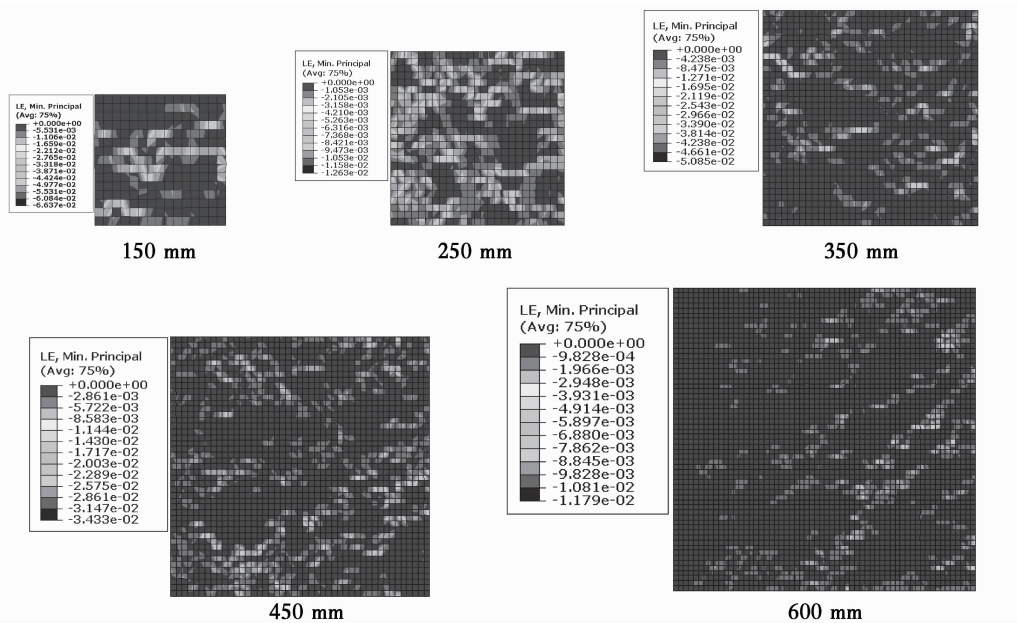 LE, Min. Principal
(Avg: 75%)
+0.000e+00
-5.531e-03
-1.106e-02
-1.659e-02
-2.212e-02
-2.765e-02
-3.318e-02
-3.871e-02
-4.424e-02
-4.977e-02
-5.531e-02
-6.084e-02
-6.637e-02
150 mm
LE, Min. Principal
(Avg: 75%)
+0.000e+00
-1.053e-03
-2.105e-03
-3.158e-03
-4.210e-03
-5.263e-03
-6.316e-03
-7.368e-03
-8.421e-03
-9.473e-03
-1.053e-02
-1.158e-02
-1.263e-02
250 mm
LE, Min. Principal
(Avg: 75%)
+0.000e+00
-4.238e-03
-8.475e-03
-1.271e-02
-1.695e-02
-2.119e-02
-2.543e-02
-2.966e-02
-3.390e-02
-3.814e-02
-4.238e-02
-4.661e-02
-5.085e-02
350 mm
LE, Min. Principal
(Avg: 75%)
+0.000e+00
-2.861e-03
-5.722e-03
-8.583e-03
-1.144e-02
-1.430e-02
-1.717e-02
-2.003e-02
-2.289e-02
-2.575e-02
-2.861e-02
-3.147e-02
-3.433e-02
450 mm
LE, Min. Principal
(Avg: 75%)
+0.000e+00
-9.828e-04
-1.966e-03
-2.948e-03
-3.931e-03
-4.914e-03
-5.897e-03
-6.880e-03
-7.862e-03
-8.845e-03
-9.828e-03
-1.081e-02
-1.179e-02
600 mm